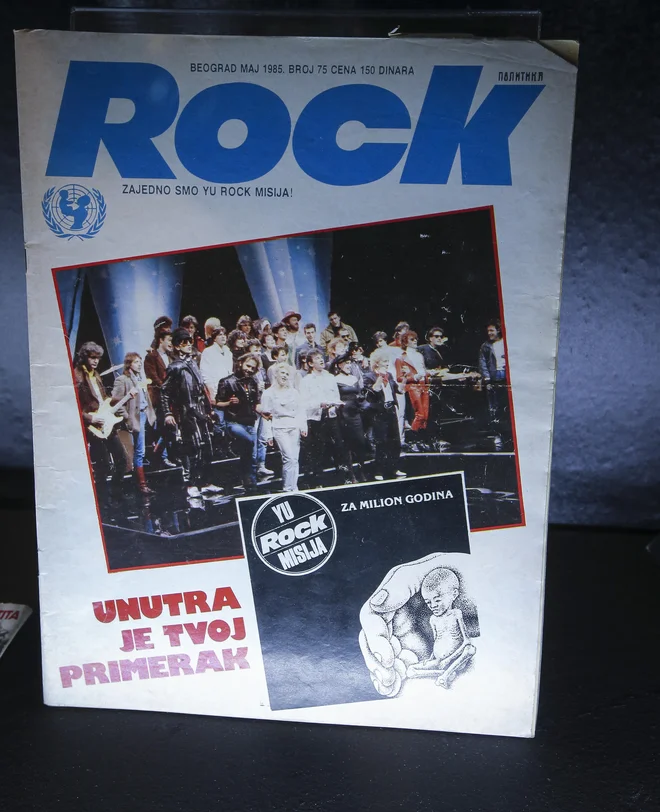 BEOGRAD MAJ 1985. BROJ 75 CENA 150 DINARA
ПОЛИТИКА
ROCK
ZAJEDNO SMO YU ROCK MISIJA!
YU
ROCK
MISIJA
ZA MILION GODINA
UNUTRA
JE TVOJ
PRIMERAK